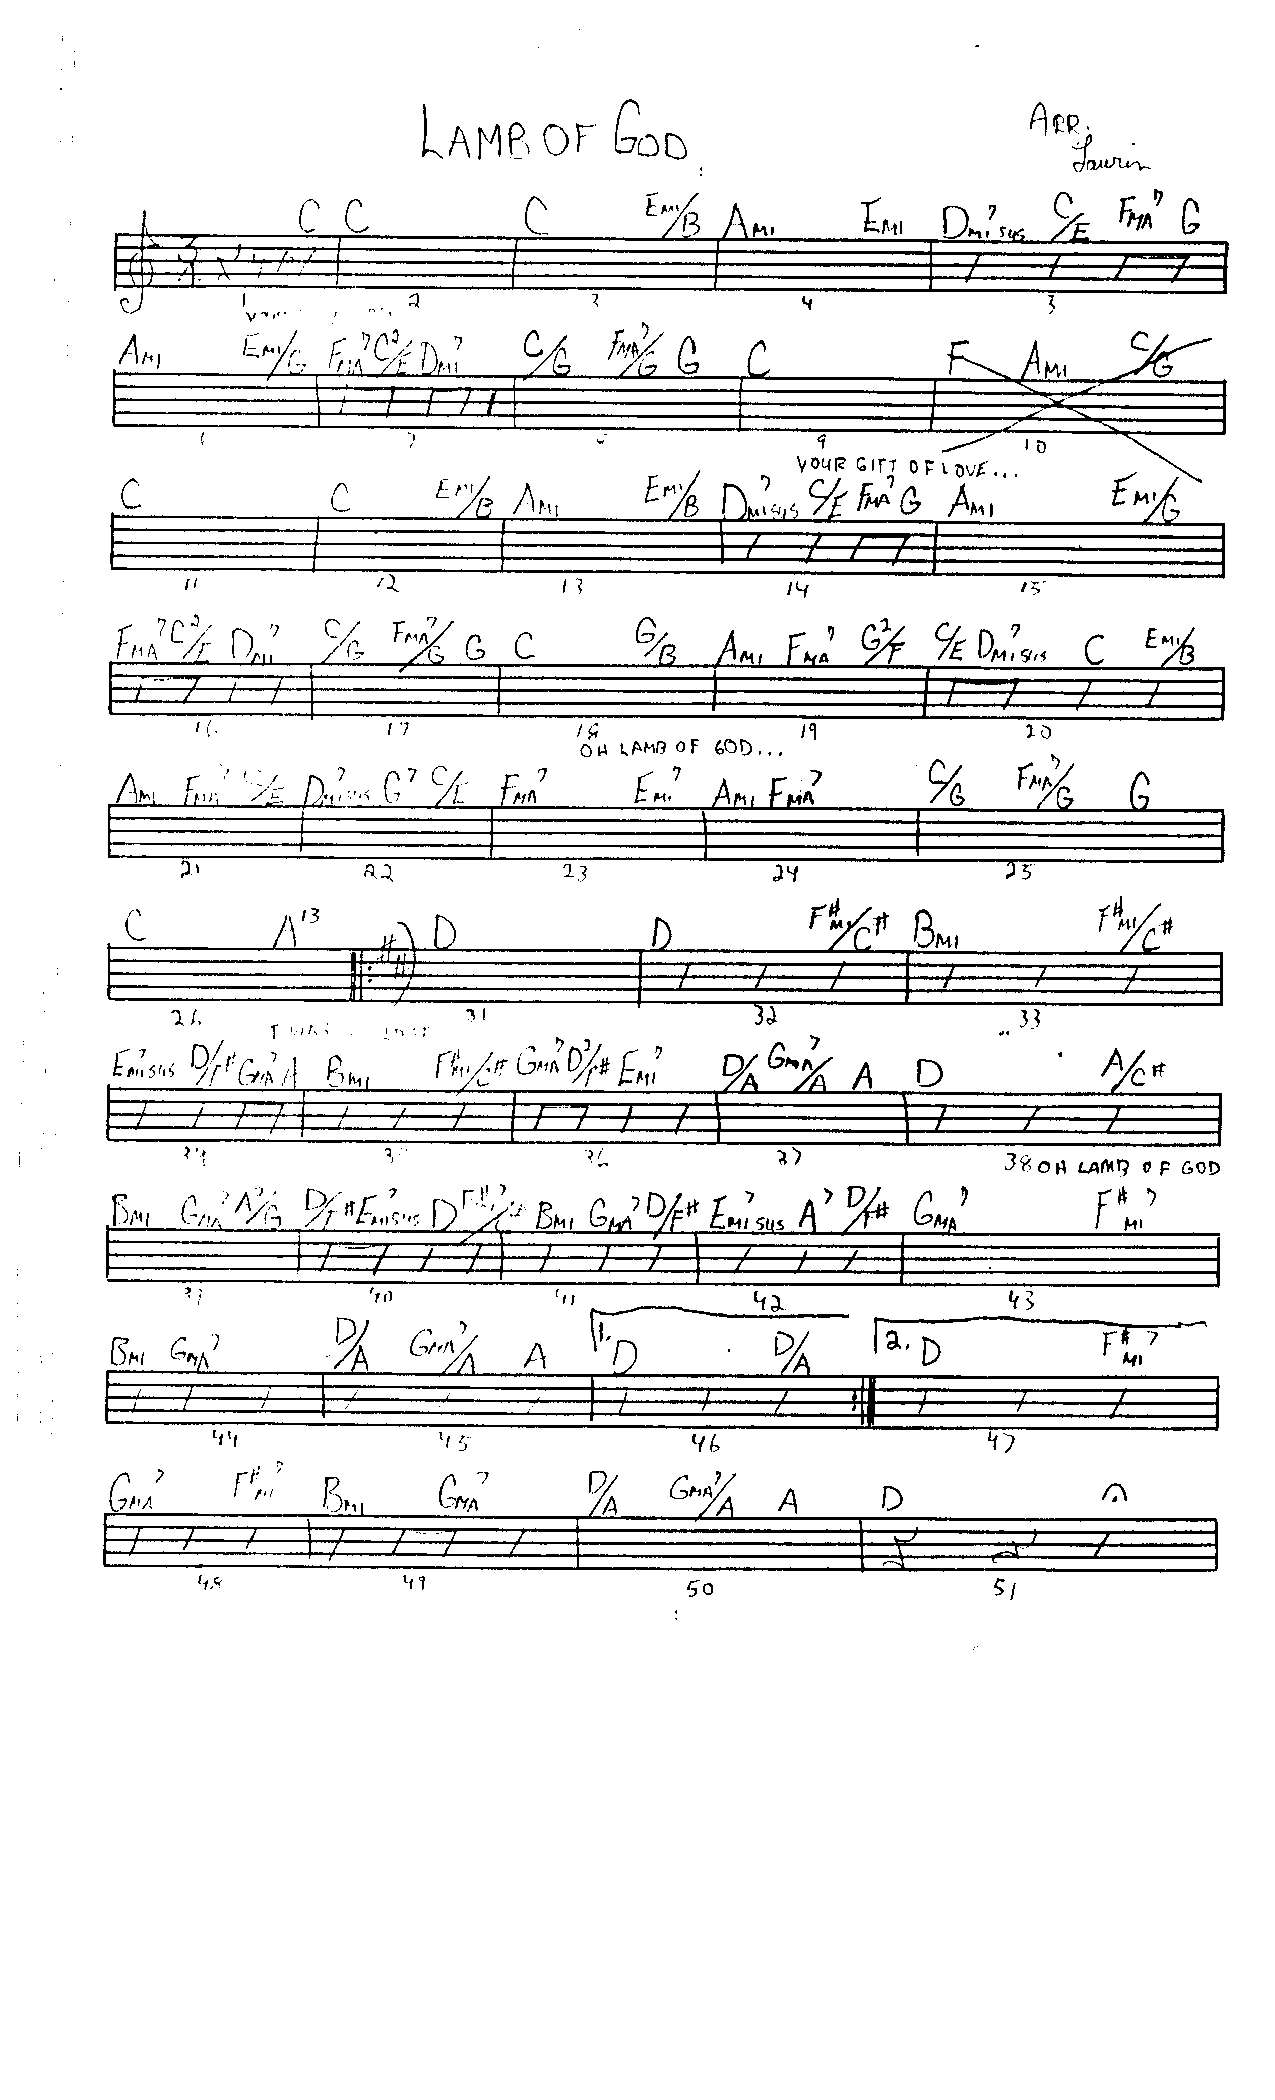 LAMB OF GOD
ARR.
Laurin
C C C EMI/B AMI EMI DMI7SUS C/E FMA7 G
1 2 3 4 5
AMI EMI/G FMA7 C2/E DMI7 C/G FMA7/G G C F AMI C/G
7 9 10
YOUR GIFT OF LOVE...
C C EMI/B AMI EMI/B DMI7SUS C/E FMA7 G AMI EMI/G
11 12 13 14 15
FMA7 C2/E DMI7 C/G FMA7/G G C G/B AMI FMA7 G2/F C/E DMI7SUS C EMI/B
16 17 18 19 20
OH LAMB OF GOD...
AMI FMA7 C/E DMI7SUS G7 C/E FMA7 EMI7 AMI FMA7 C/G FMA7/G G
21 22 23 24 25
C A13 D D F#MI/C# BMI F#MI/C#
26 31 32 33
EMI7SUS D/F# GMA7 A BMI F#MI/C# GMA7 D2/F# EMI7 D/A GMA7/A A D A/C#
34 35 36 37 38 OH LAMB OF GOD
BMI GMA7 A2/G D/F# EMI7SUS D BMI GMA7 D/F# EMI7SUS A7 D/F# GMA7 F#MI7
39 40 41 42 43
BMI GMA7 D/A GMA7/A A 1. D D/A 2. D F#MI7
44 45 46 47
GMA7 F#MI7 BMI GMA7 D/A GMA7/A A D
48 49 50 51